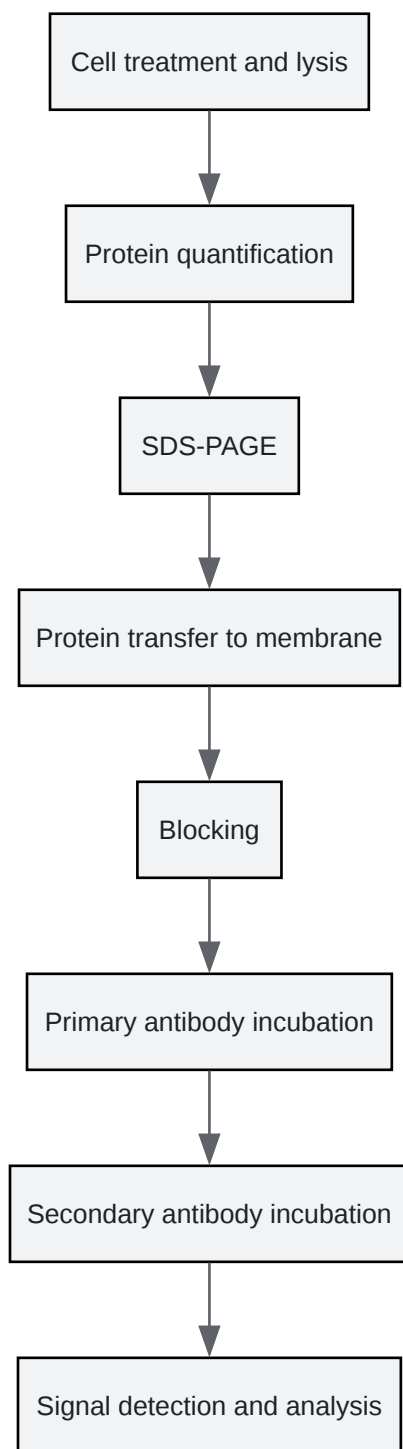 Cell treatment and lysis
Protein quantification
SDS-PAGE
Protein transfer to membrane
Blocking
Primary antibody incubation
Secondary antibody incubation
Signal detection and analysis